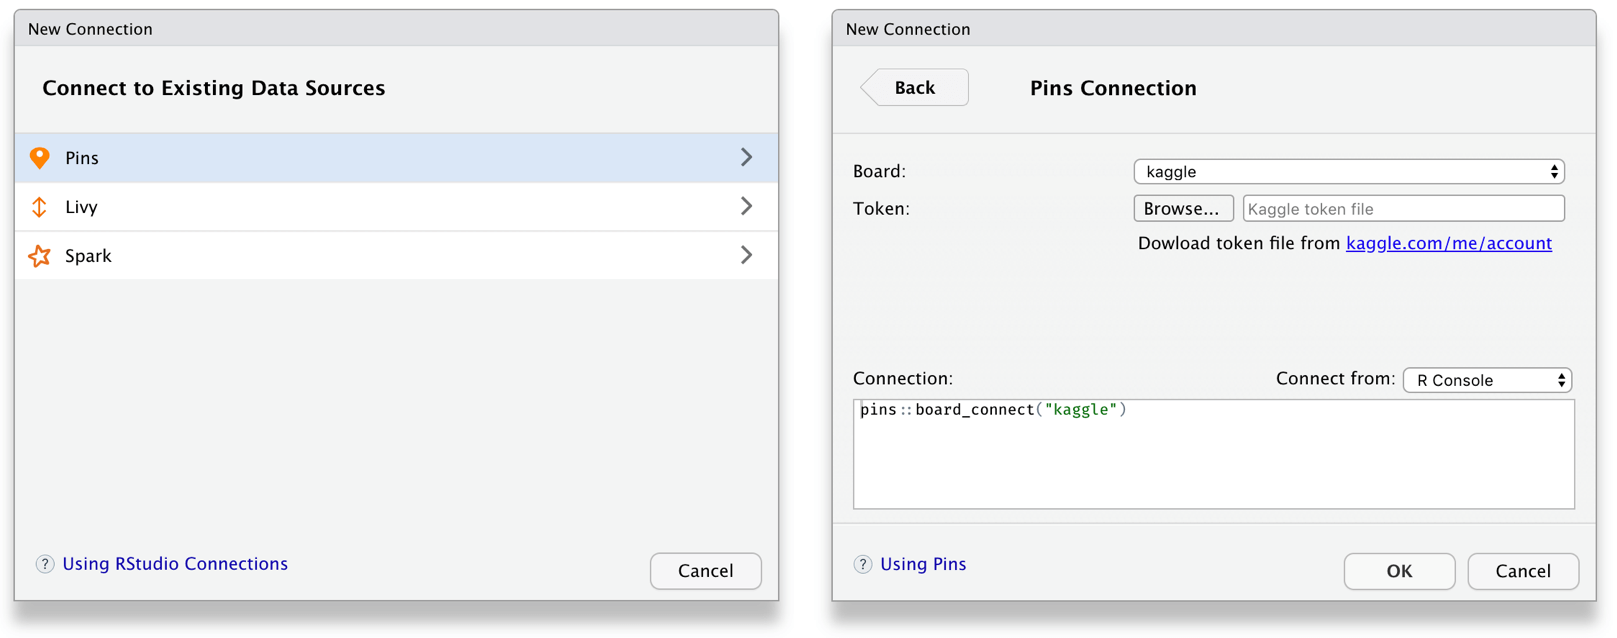 New Connection
Connect to Existing Data Sources
Pins
Livy
Spark
? Using RStudio Connections
Cancel
New Connection
Back
Pins Connection
Board:
kaggle
Token:
Browse...
Kaggle token file
Dowload token file from kaggle.com/me/account
Connection:
Connect from:
R Console
pins::board_connect("kaggle")
? Using Pins
OK
Cancel